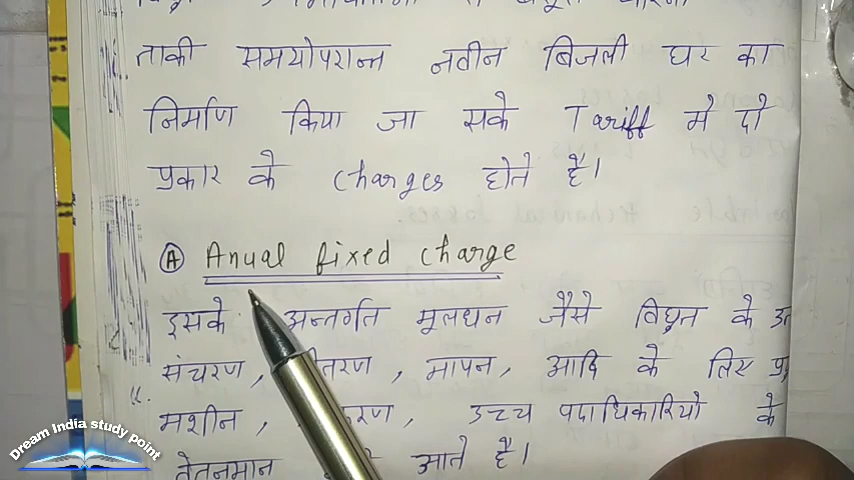 ताकी समयोपरान्त नवीन बिजली घर का
निर्माण किया जा सके Tariff मे दो
प्रकार के charges होते है।
Ⓐ Anual fixed charge
इसके अन्तर्गत मूलधन जैसे विद्युत के
संचरण, मापन, आदि के लिए
मशीन, उच्च पदाधिकारियो के
वेतनमान आते है।
Dream India study point